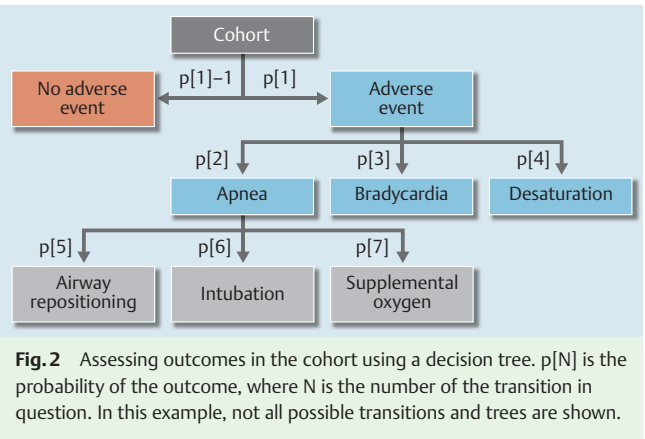 Cohort
No adverse
event
p[1]–1
p[1]
Adverse
event
p[2]
p[3]
p[4]
Apnea
Bradycardia
Desaturation
p[5]
p[6]
p[7]
Airway
repositioning
Intubation
Supplemental
oxygen
Fig. 2 Assessing outcomes in the cohort using a decision tree. p[N] is the
probability of the outcome, where N is the number of the transition in
question. In this example, not all possible transitions and trees are shown.